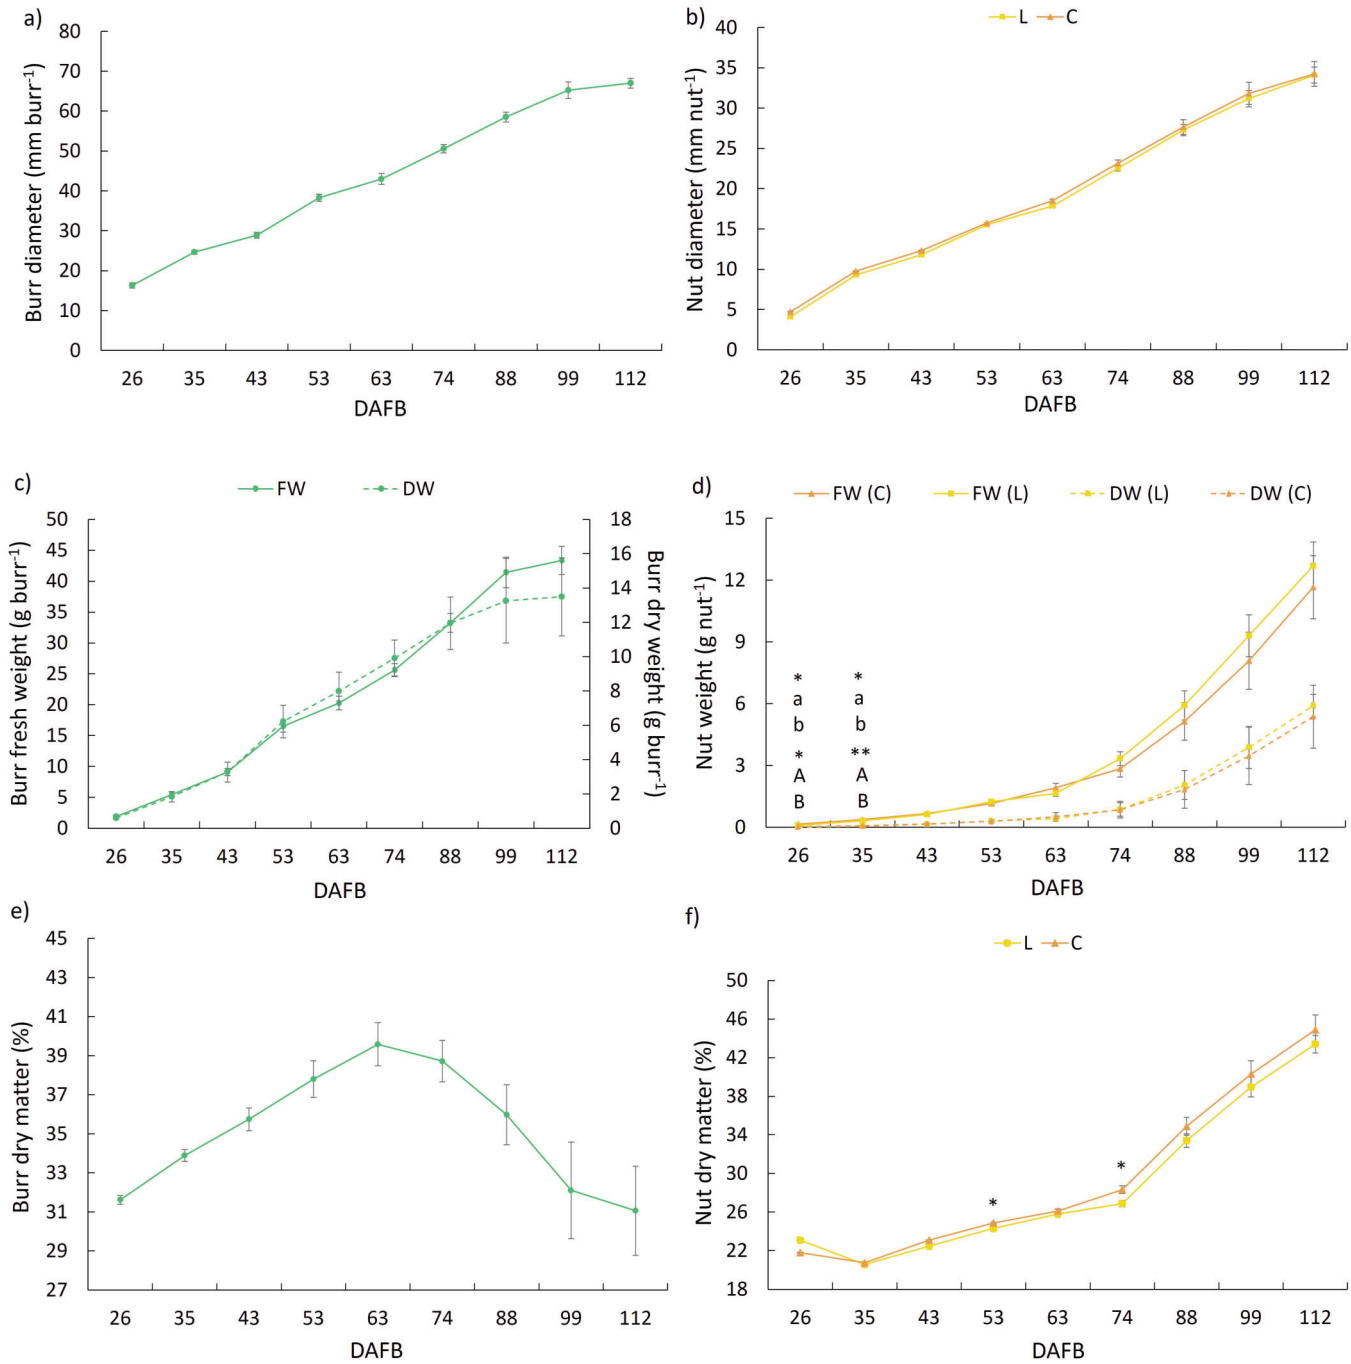 a)
80
70
60
50
40
30
20
10
0
Burr diameter (mm burr⁻¹)
26 35 43 53 63 74 88 99 112
DAFB
b)
L C
40
35
30
25
20
15
10
5
0
Nut diameter (mm nut⁻¹)
26 35 43 53 63 74 88 99 112
DAFB
c)
FW DW
50
45
40
35
30
25
20
15
10
5
0
Burr fresh weight (g burr⁻¹)
18
16
14
12
10
8
6
4
2
0
Burr dry weight (g burr⁻¹)
26 35 43 53 63 74 88 99 112
DAFB
d)
FW (C) FW (L) DW (L) DW (C)
15
12
9
6
3
0
Nut weight (g nut⁻¹)
* *
a a
b b
* **
A A
B B
26 35 43 53 63 74 88 99 112
DAFB
e)
45
43
41
39
37
35
33
31
29
27
Burr dry matter (%)
26 35 43 53 63 74 88 99 112
DAFB
f)
L C
50
46
42
38
34
30
26
22
18
Nut dry matter (%)
*
*
26 35 43 53 63 74 88 99 112
DAFB